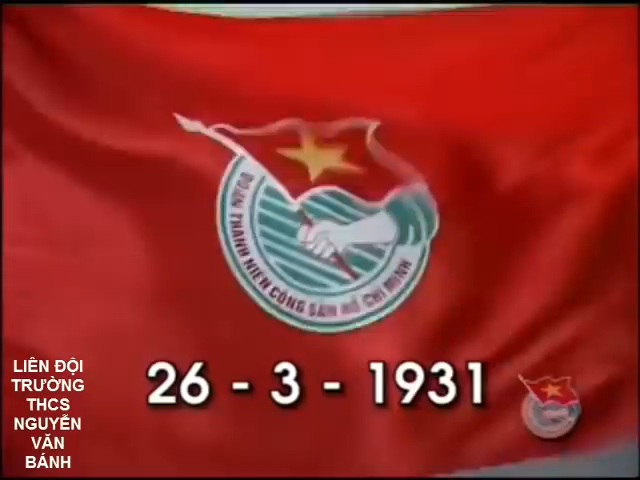 ĐOÀN THANH NIÊN CỘNG SẢN HỒ CHÍ MINH
26 - 3 - 1931
LIÊN ĐỘI
TRƯỜNG
THCS
NGUYỄN
VĂN
BÁNH